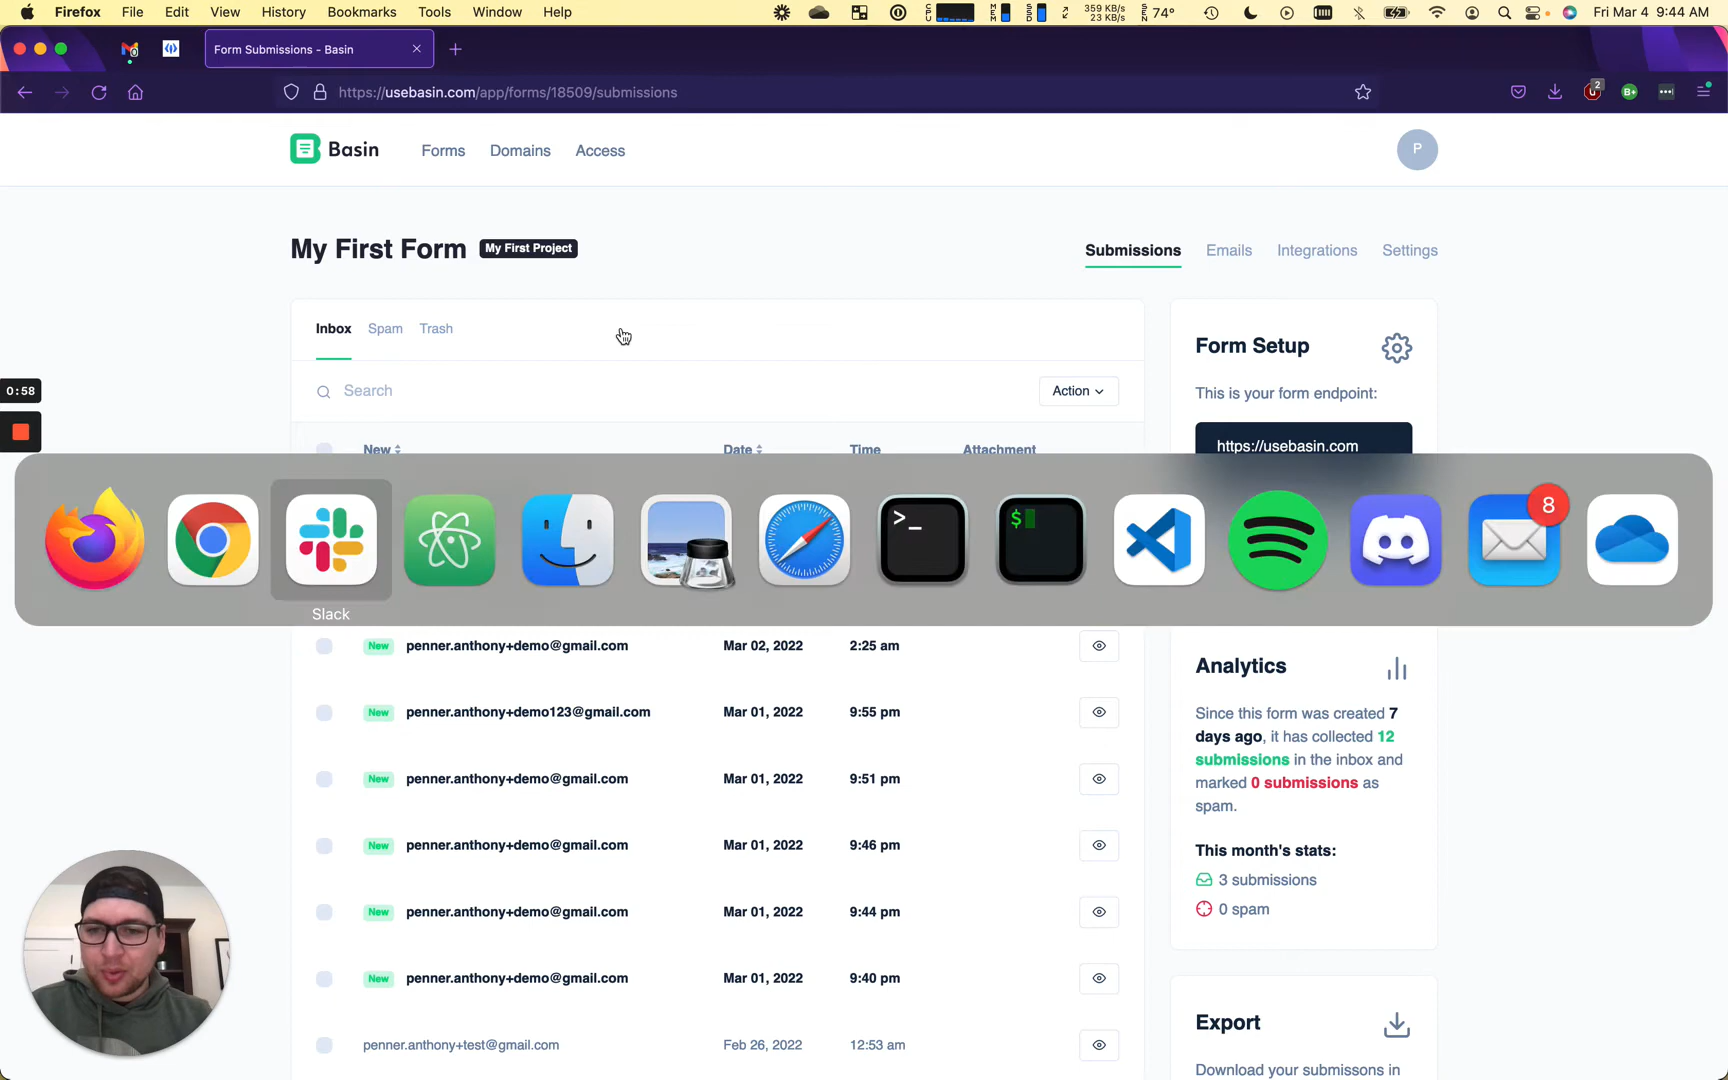 Firefox File Edit View History Bookmarks Tools Window Help
359 KB/s
23 KB/s
74°
Fri Mar 4 9:44 AM
Form Submissions - Basin
https://usebasin.com/app/forms/18509/submissions
2
B+
Basin Forms Domains Access
P
My First Form My First Project
Submissions Emails Integrations Settings
Inbox Spam Trash
Search
Action
New Date Time Attachment
Form Setup
This is your form endpoint:
https://usebasin.com
0:58
>_
$
8
Slack
New penner.anthony+demo@gmail.com Mar 02, 2022 2:25 am
New penner.anthony+demo123@gmail.com Mar 01, 2022 9:55 pm
New penner.anthony+demo@gmail.com Mar 01, 2022 9:51 pm
New penner.anthony+demo@gmail.com Mar 01, 2022 9:46 pm
New penner.anthony+demo@gmail.com Mar 01, 2022 9:44 pm
New penner.anthony+demo@gmail.com Mar 01, 2022 9:40 pm
penner.anthony+test@gmail.com Feb 26, 2022 12:53 am
Analytics
Since this form was created 7
days ago, it has collected 12
submissions in the inbox and
marked 0 submissions as
spam.
This month's stats:
3 submissions
0 spam
Export
Download your submissons in